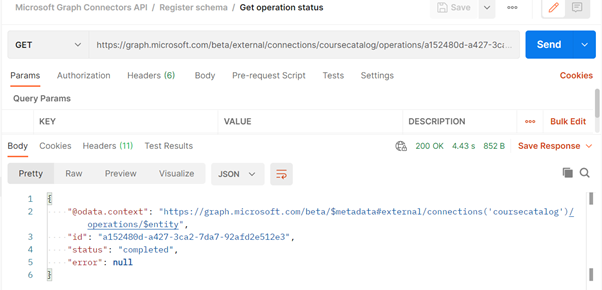 Microsoft Graph Connectors API / Register schema / Get operation status
Save
GET https://graph.microsoft.com/beta/external/connections/coursecatalog/operations/a152480d-a427-3ca... Send
Params Authorization Headers (6) Body Pre-request Script Tests Settings Cookies
Query Params
KEY VALUE DESCRIPTION ooo Bulk Edit
Body Cookies Headers (11) Test Results 200 OK 4.43 s 852 B Save Response
Pretty Raw Preview Visualize JSON
1 {
2 "@odata.context": "https://graph.microsoft.com/beta/$metadata#external/connections('coursecatalog')/
operations/$entity",
3 "id": "a152480d-a427-3ca2-7da7-92afd2e512e3",
4 "status": "completed",
5 "error": null
6 }